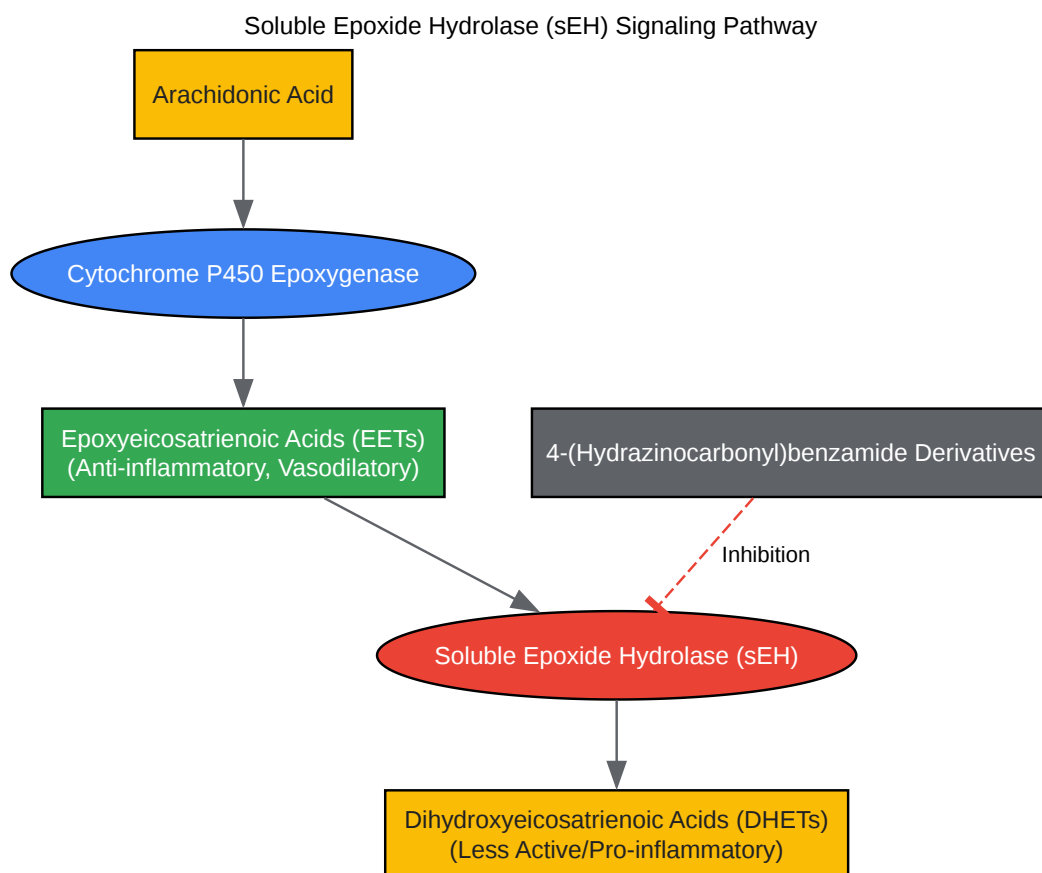 Soluble Epoxide Hydrolase (sEH) Signaling Pathway
Arachidonic Acid
Cytochrome P450 Epoxygenase
Epoxyeicosatrienoic Acids (EETs)
(Anti-inflammatory, Vasodilatory)
4-(Hydrazinocarbonyl)benzamide Derivatives
Inhibition
Soluble Epoxide Hydrolase (sEH)
Dihydroxyeicosatrienoic Acids (DHETs)
(Less Active/Pro-inflammatory)